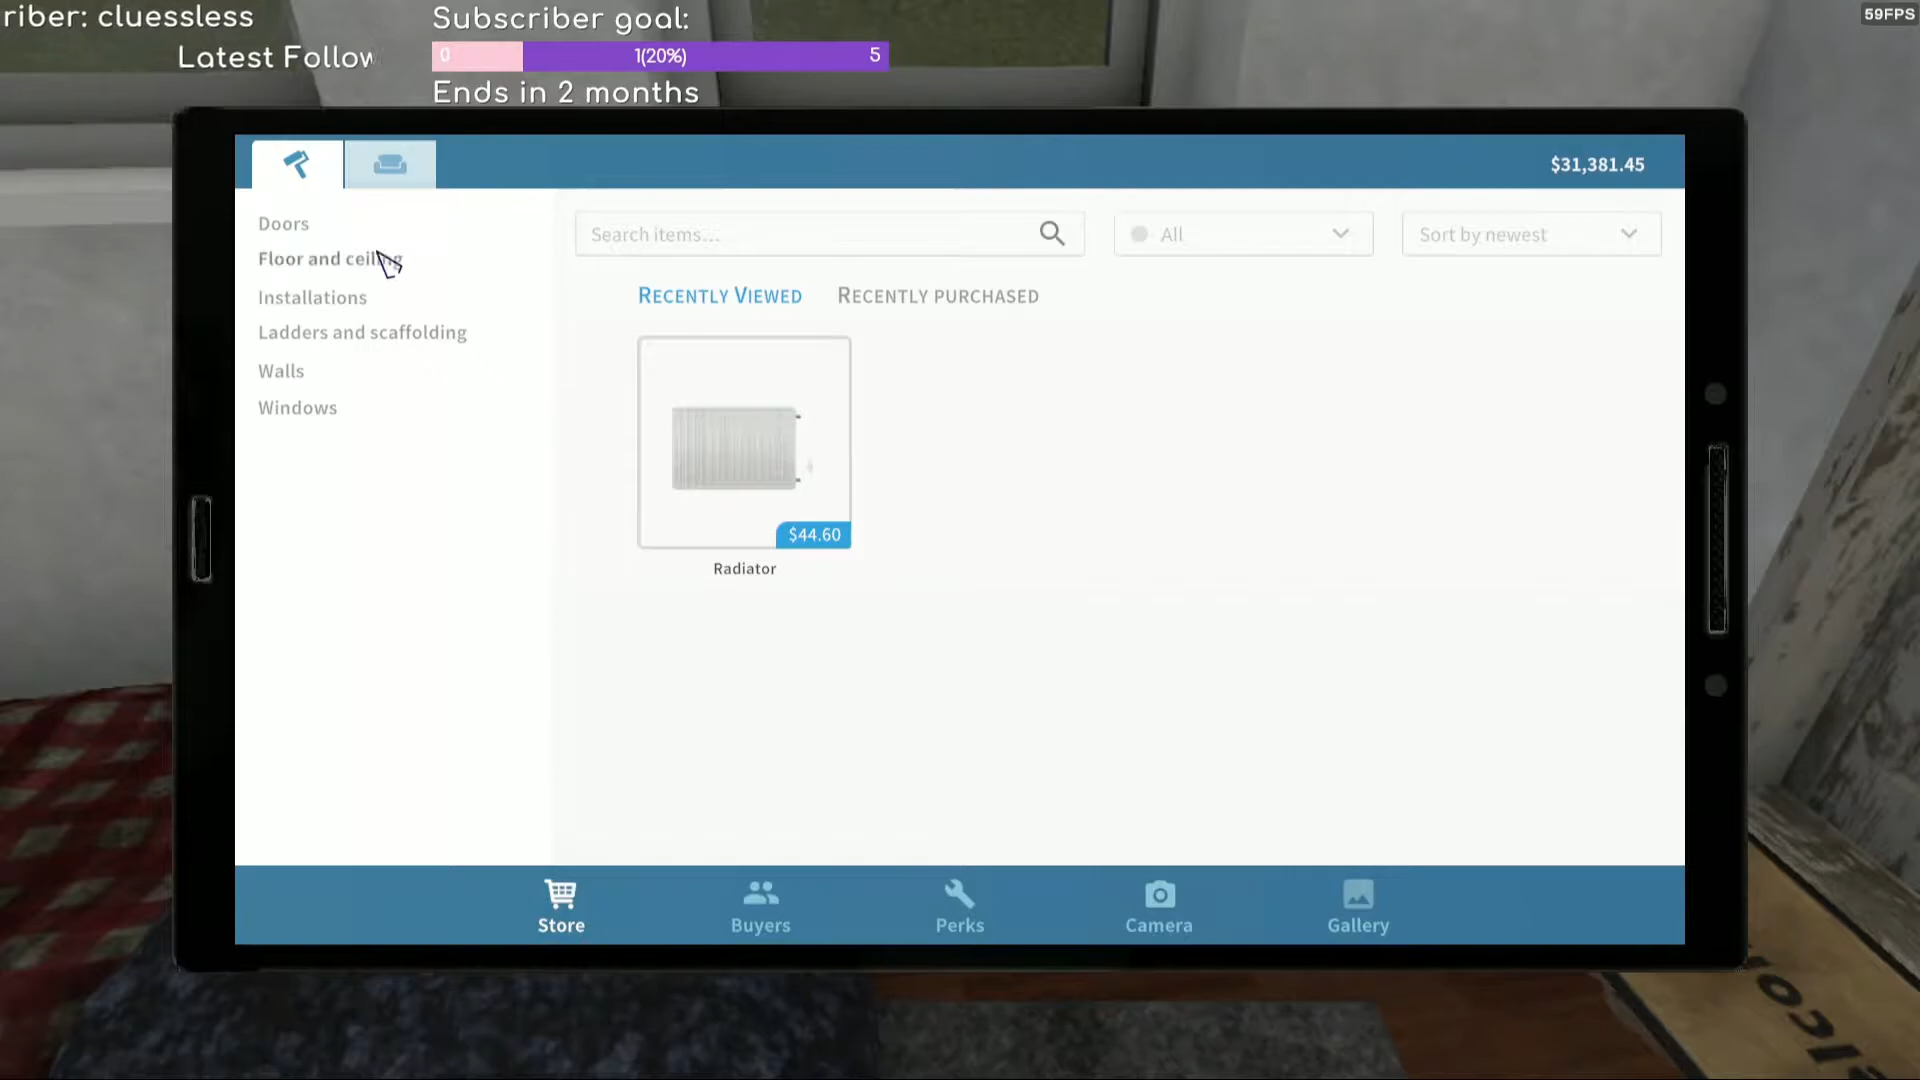 riber: cluessless
Subscriber goal:
59FPS
Latest Follow
0 1(20%) 5
Ends in 2 months
$31,381.45
Doors
Search items...
All
Sort by newest
Floor and ceiling
RECENTLY VIEWED
RECENTLY PURCHASED
Installations
Ladders and scaffolding
Walls
Windows
$44.60
Radiator
Store
Buyers
Perks
Camera
Gallery